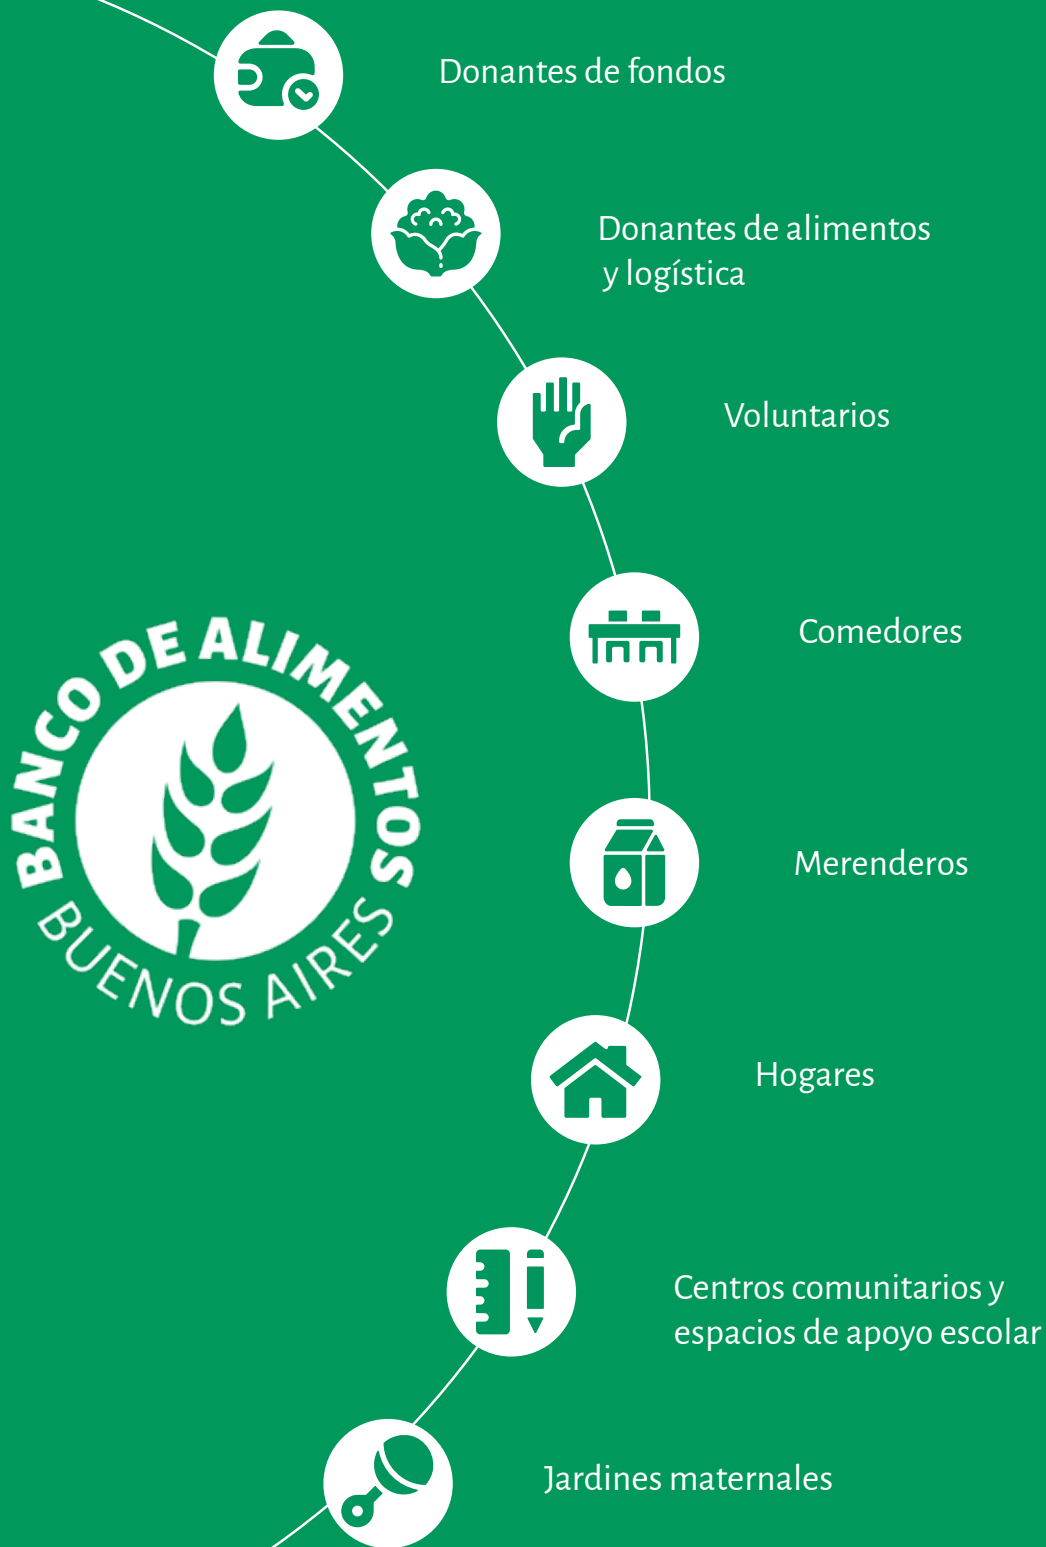 Donantes de fondos
Donantes de alimentos
y logística
Voluntarios
Comedores
BANCO DE ALIMENTOS
BUENOS AIRES
Merenderos
Hogares
Centros comunitarios y
espacios de apoyo escolar
Jardines maternales